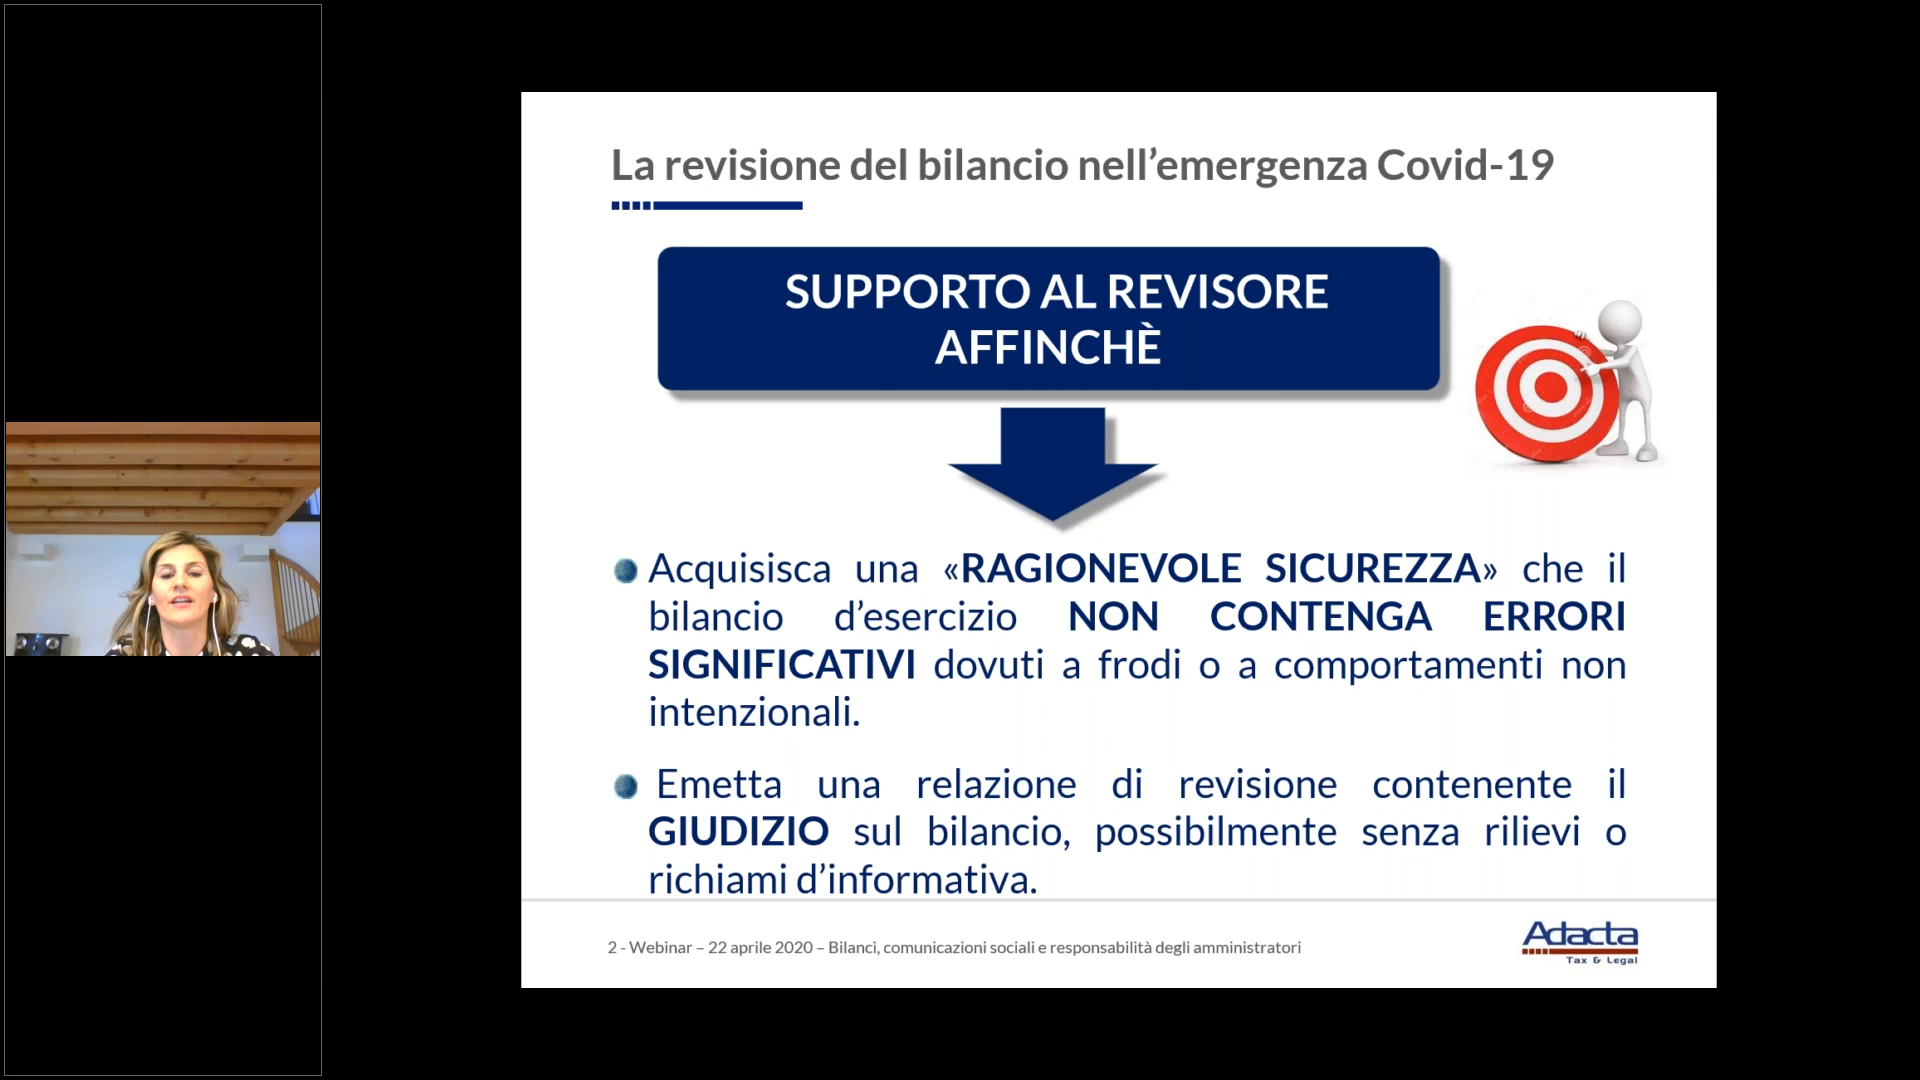 La revisione del bilancio nell’emergenza Covid-19
SUPPORTO AL REVISORE
AFFINCHÈ
Acquisisca una «RAGIONEVOLE SICUREZZA» che il
bilancio d’esercizio NON CONTENGA ERRORI
SIGNIFICATIVI dovuti a frodi o a comportamenti non
intenzionali.
Emetta una relazione di revisione contenente il
GIUDIZIO sul bilancio, possibilmente senza rilievi o
richiami d’informativa.
2 - Webinar – 22 aprile 2020 – Bilanci, comunicazioni sociali e responsabilità degli amministratori
Adacta
Tax & Legal